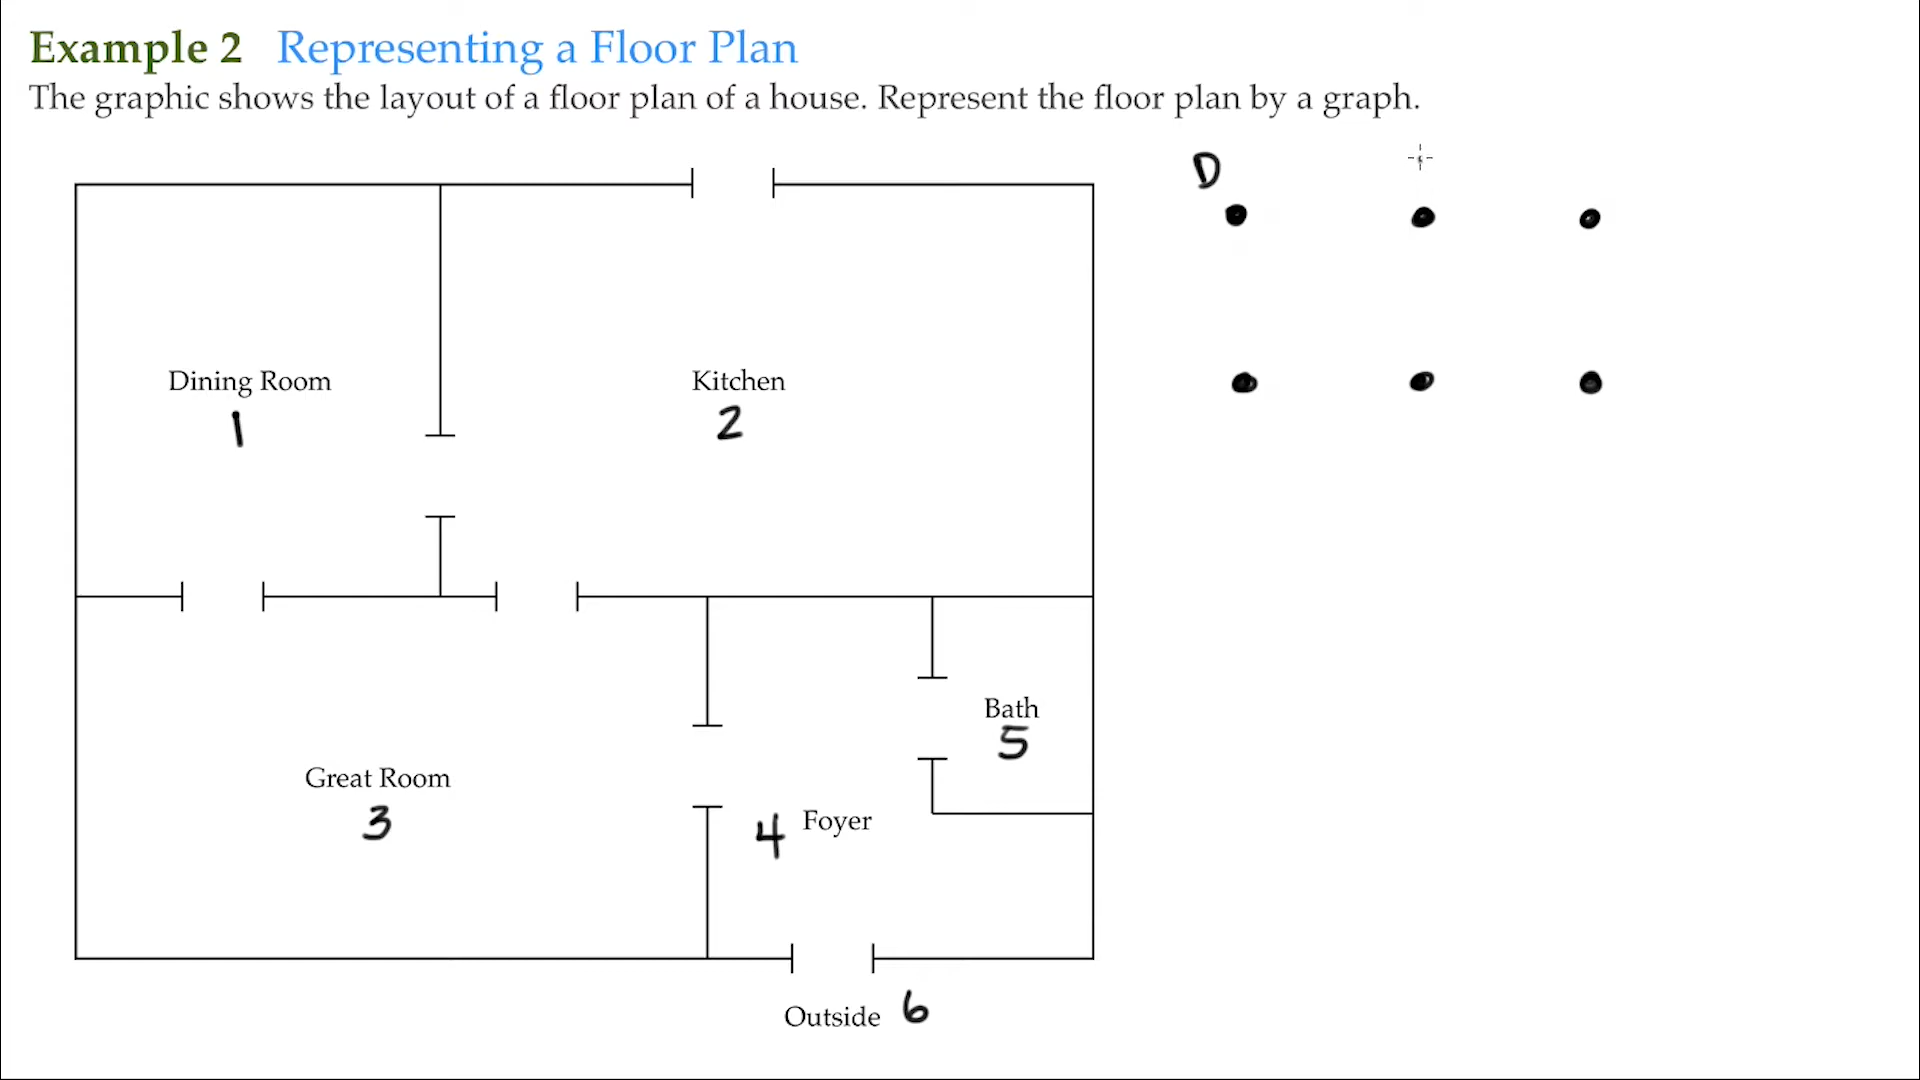 Example 2 Representing a Floor Plan
The graphic shows the layout of a floor plan of a house. Represent the floor plan by a graph.
D
Dining Room
1
Kitchen
2
Bath
5
Great Room
3
4 Foyer
Outside 6